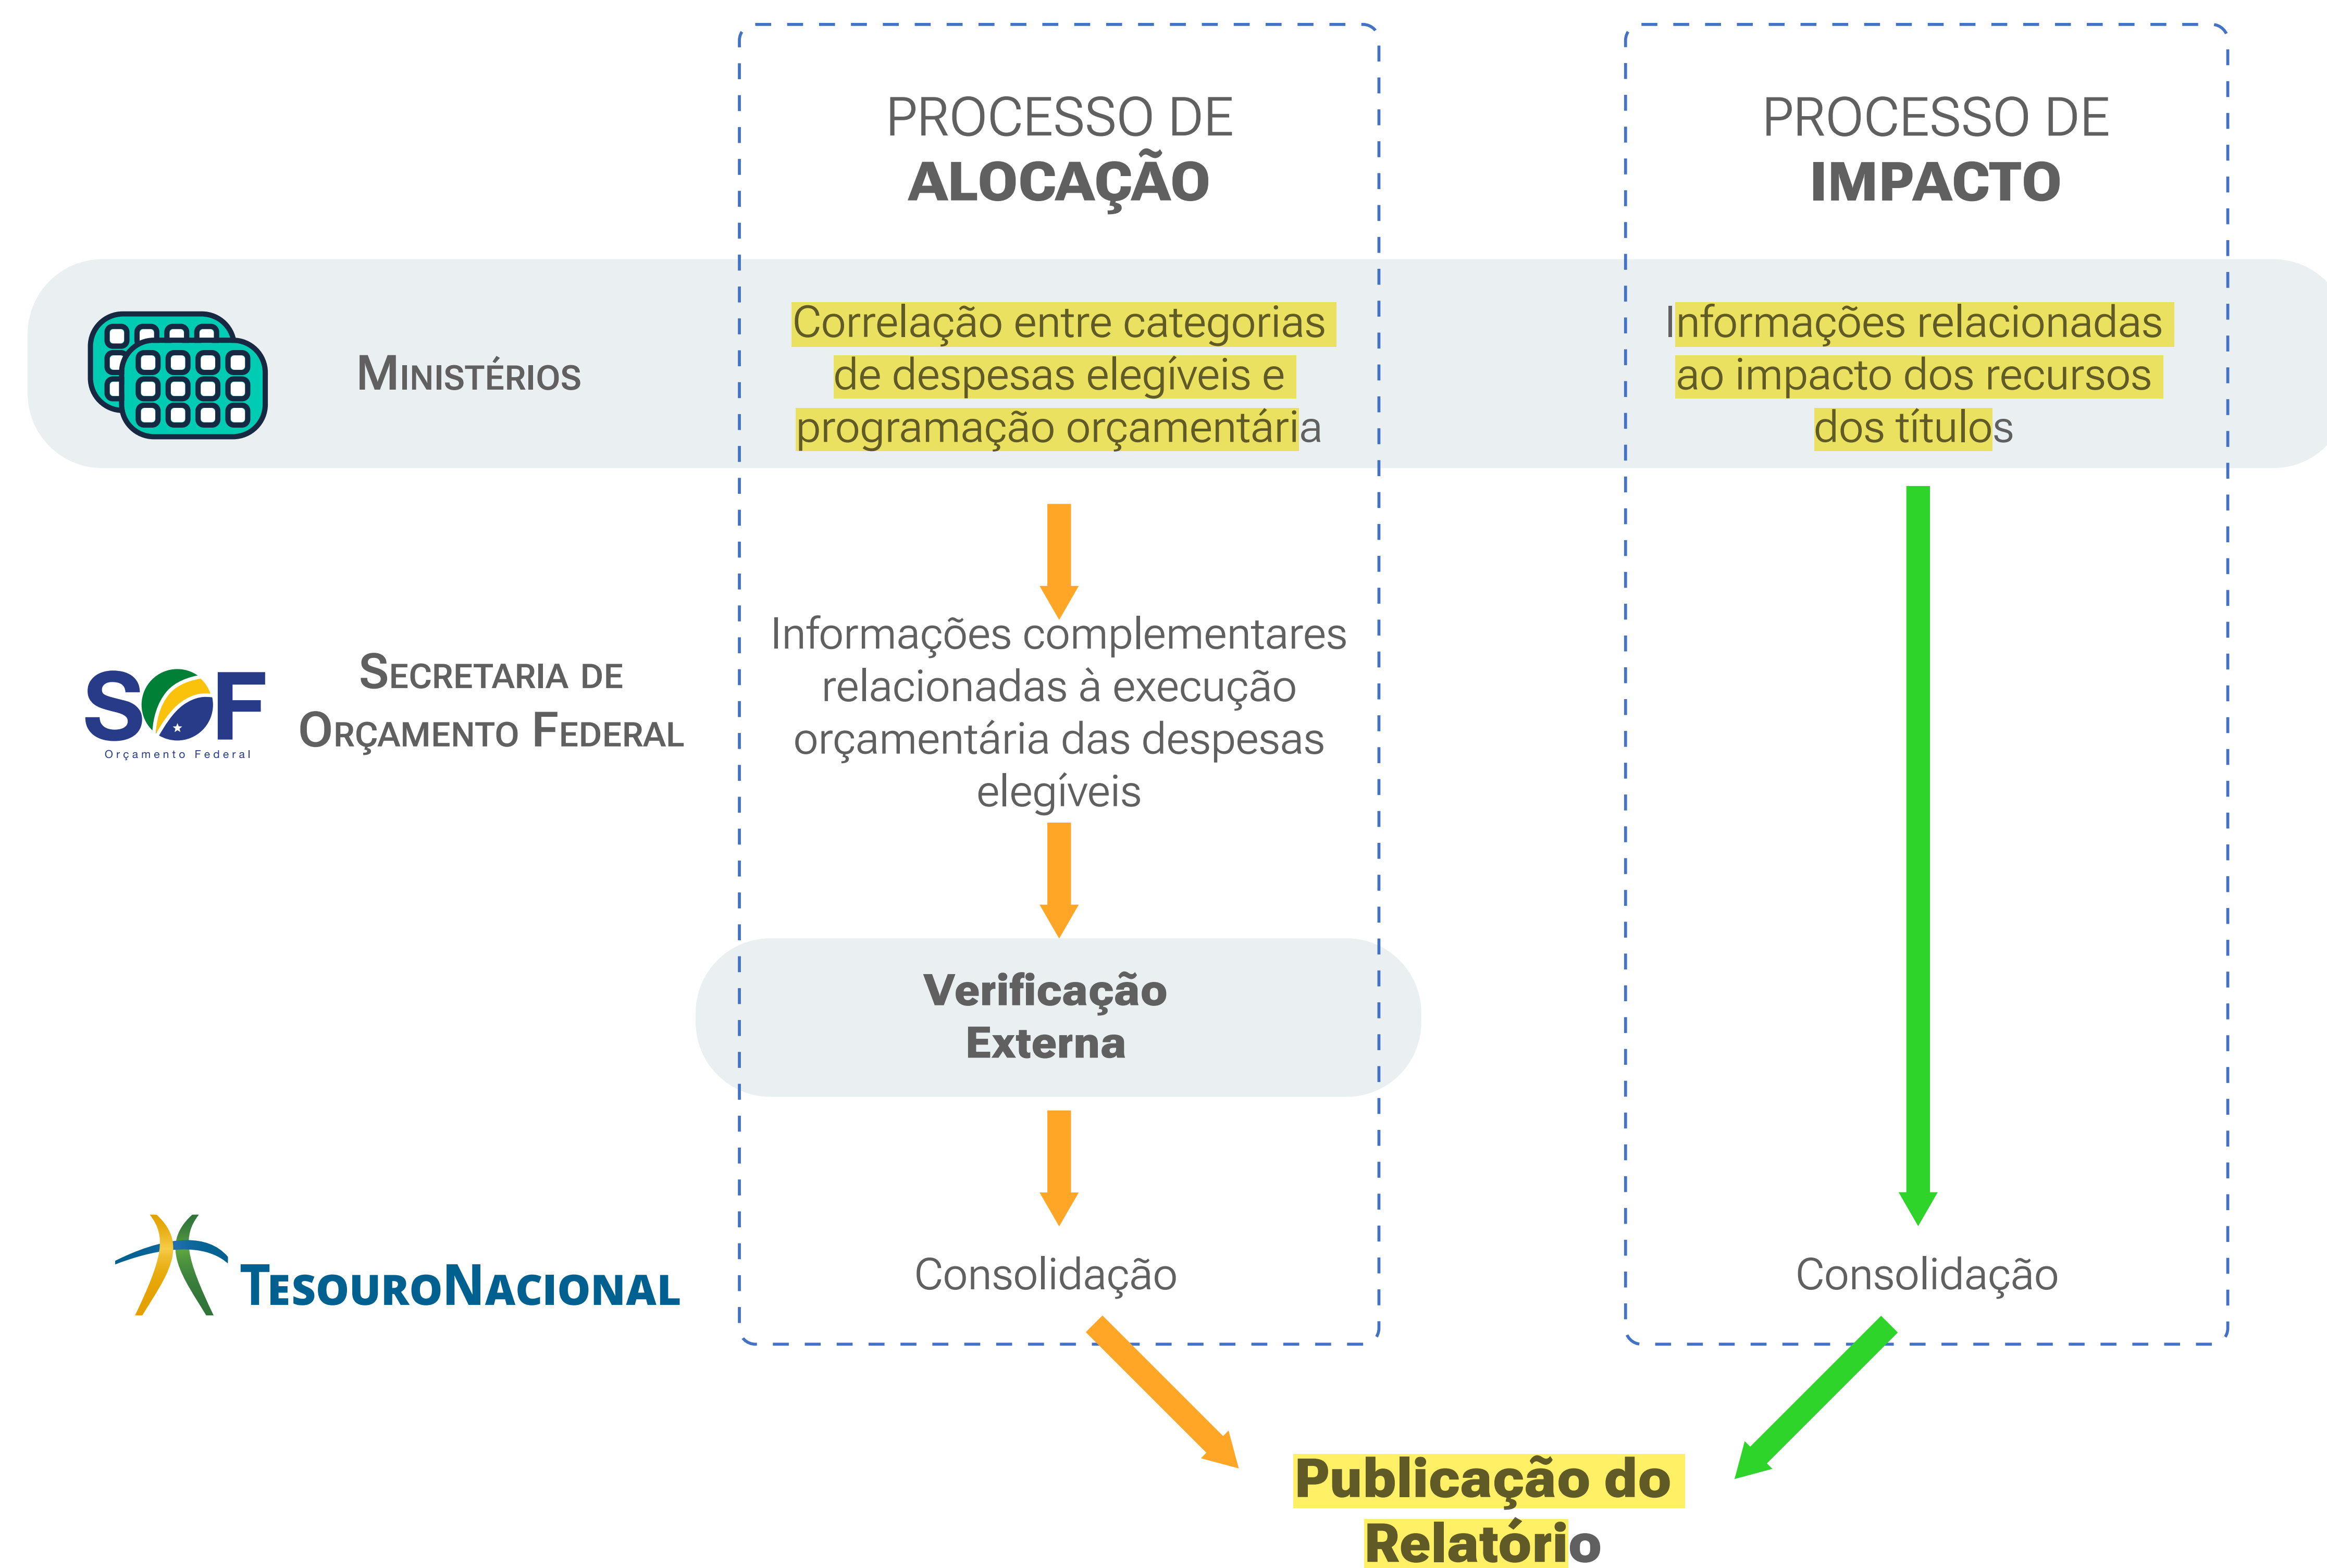 PROCESSO DE
ALOCAÇÃO
PROCESSO DE
IMPACTO
Ministérios
Correlação entre categorias
de despesas elegíveis e
programação orçamentária
Informações relacionadas
ao impacto dos recursos
dos títulos
SOF
Orçamento Federal
Secretaria de
Orçamento Federal
Informações complementares
relacionadas à execução
orçamentária das despesas
elegíveis
Verificação
Externa
TesouroNacional
Consolidação
Consolidação
Publicação do
Relatório